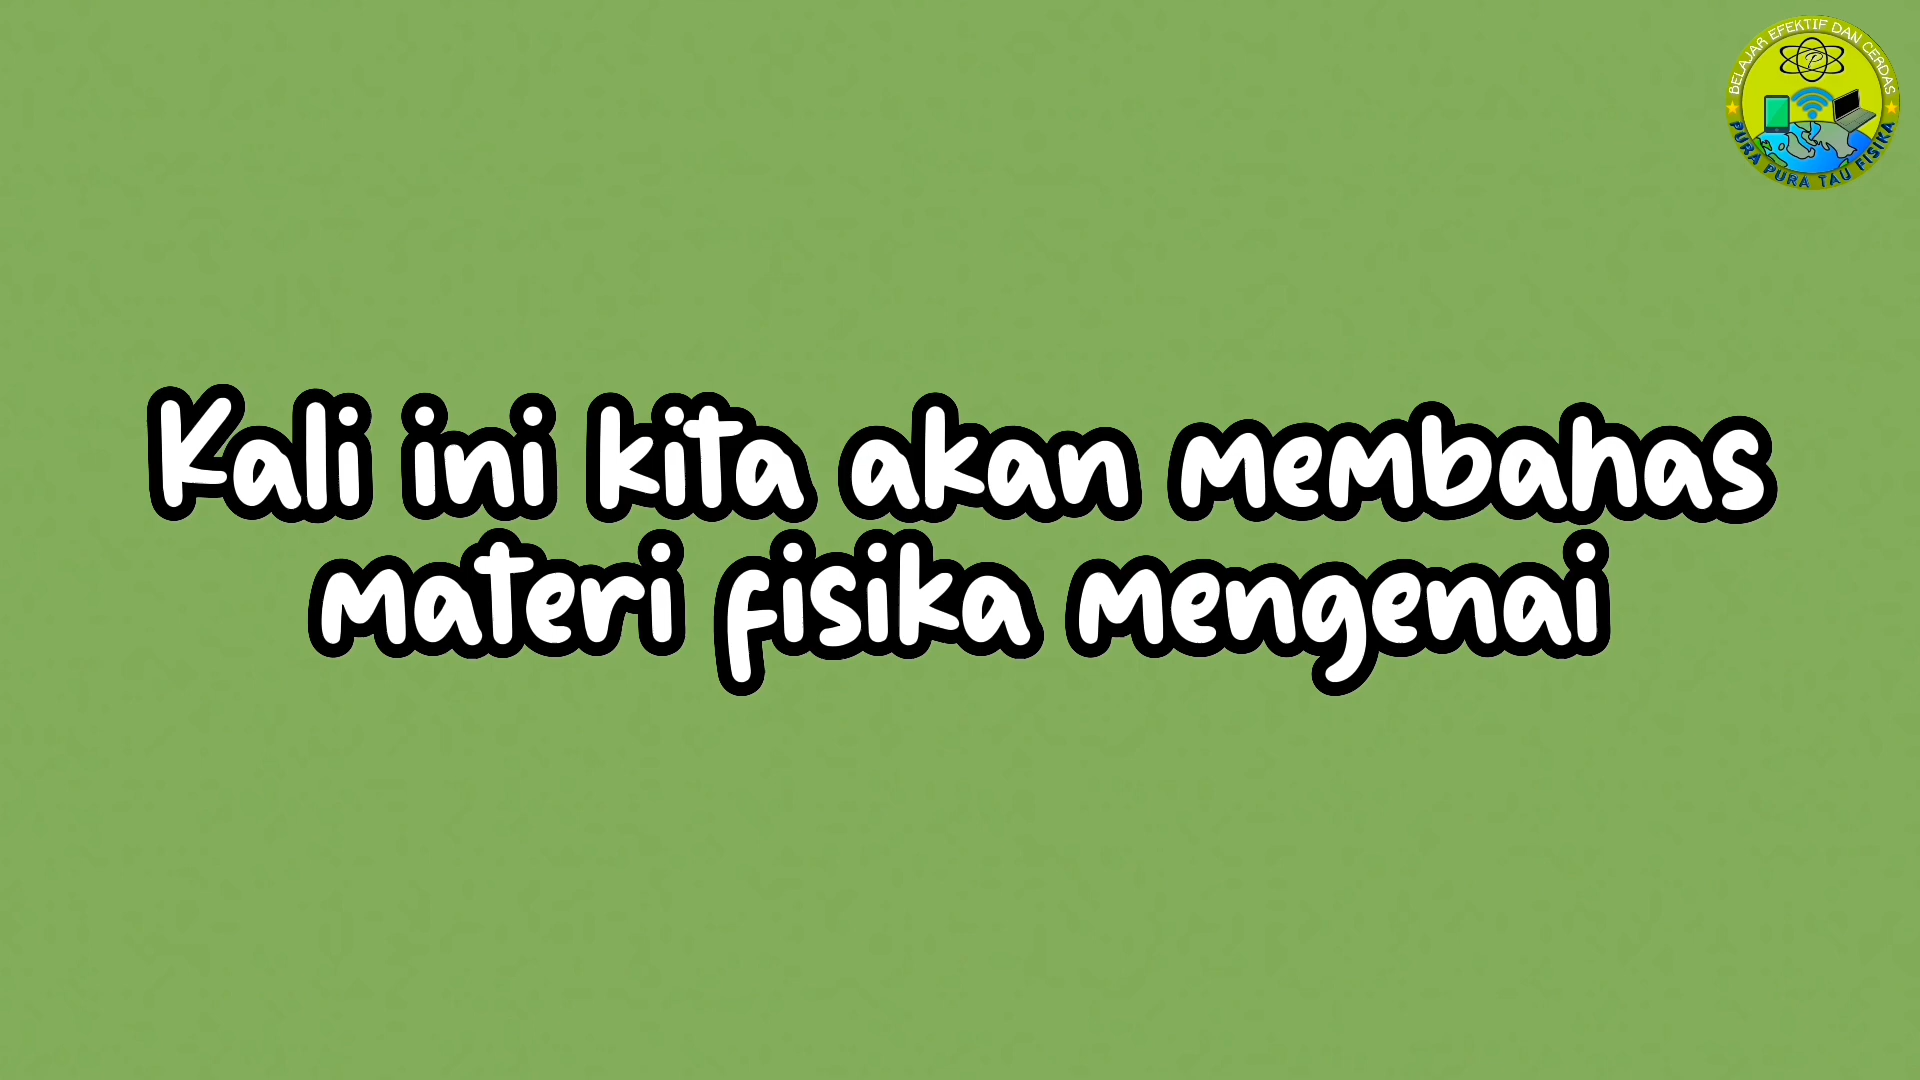 BELAJAR EFEKTIF DAN CERDAS
P
PURA PURA TAU FISIKA
Kali ini kita akan membahas
materi fisika mengenai